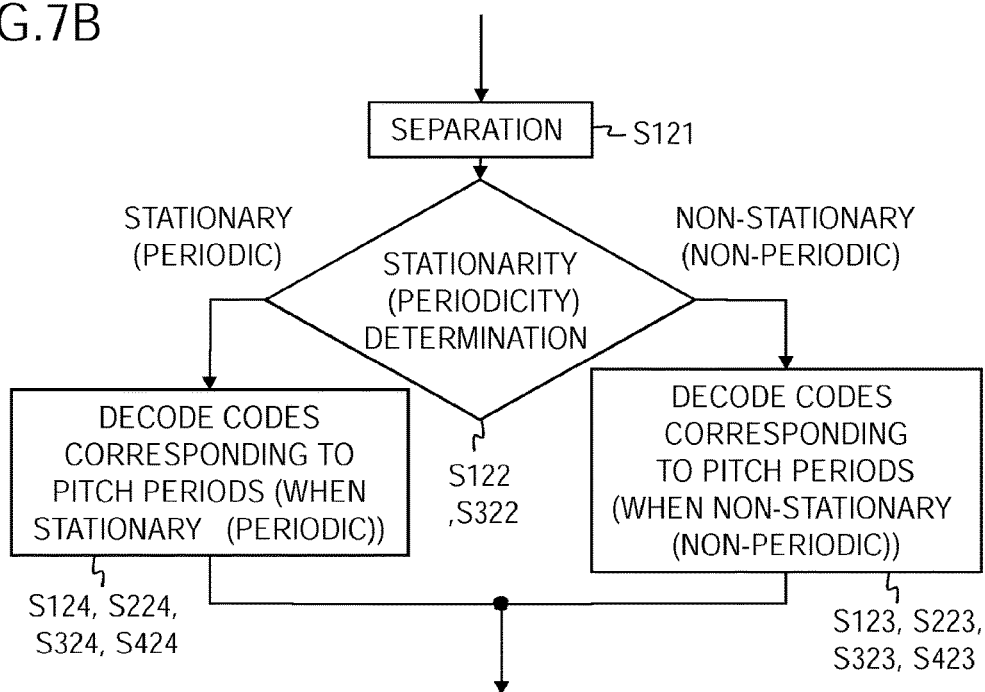 G.7B
SEPARATION
S121
STATIONARY
(PERIODIC)
NON-STATIONARY
(NON-PERIODIC)
STATIONARITY
(PERIODICITY)
DETERMINATION
S122
,S322
DECODE CODES
CORRESPONDING TO
PITCH PERIODS (WHEN
STATIONARY (PERIODIC))
S124, S224,
S324, S424
DECODE CODES
CORRESPONDING
TO PITCH PERIODS
(WHEN NON-STATIONARY
(NON-PERIODIC))
S123, S223,
S323, S423